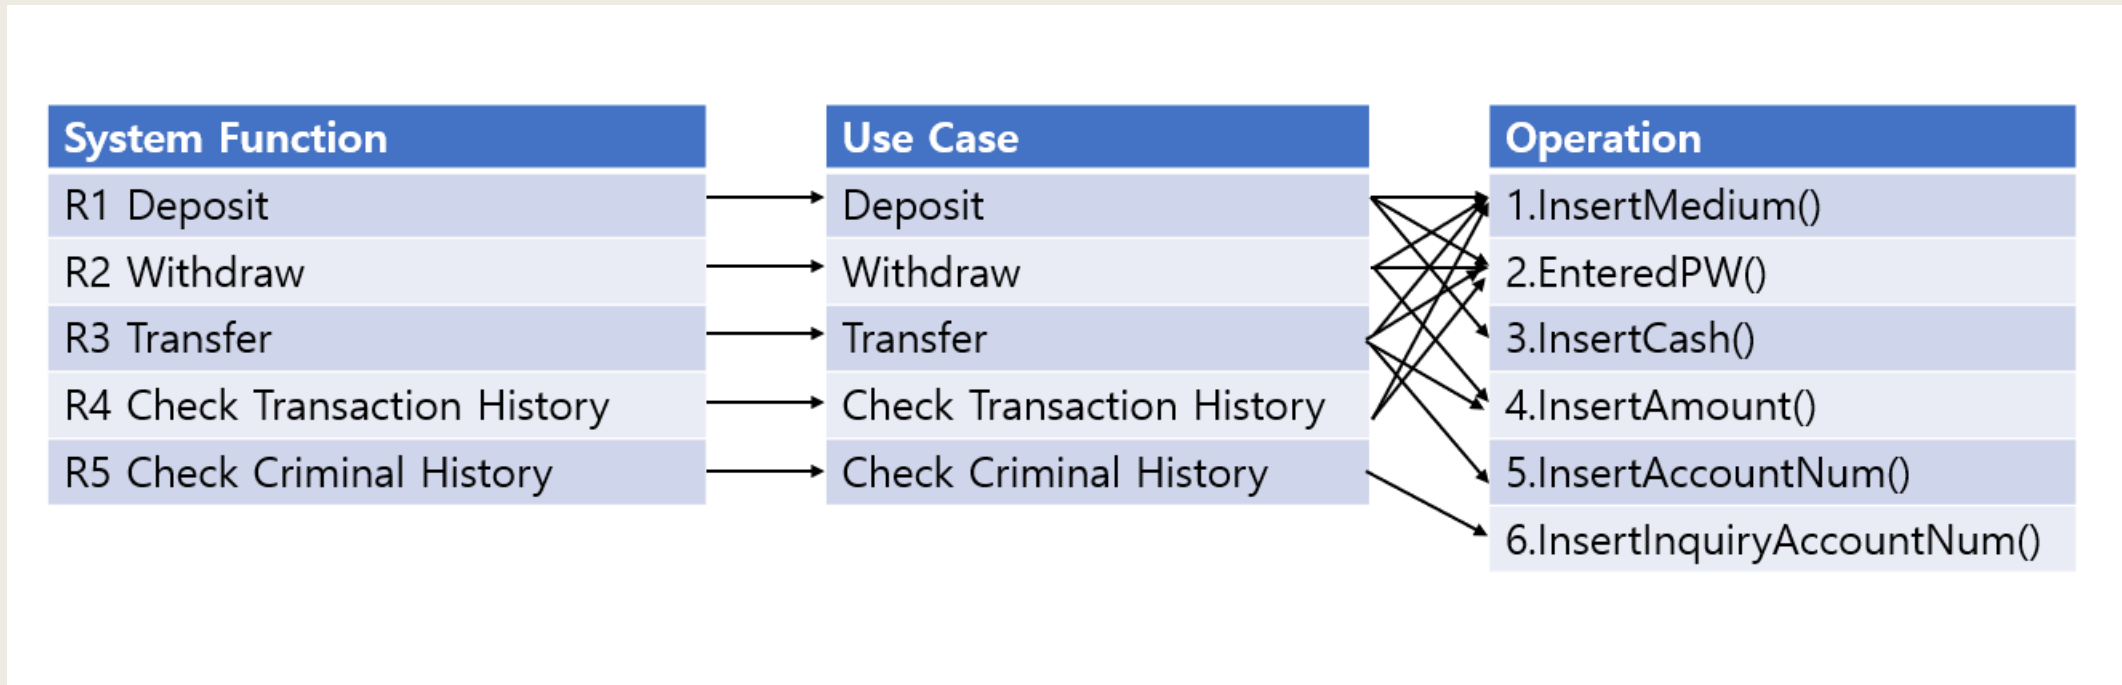 System Function
R1 Deposit
R2 Withdraw
R3 Transfer
R4 Check Transaction History
R5 Check Criminal History
Use Case
Deposit
Withdraw
Transfer
Check Transaction History
Check Criminal History
Operation
1.InsertMedium()
2.EnteredPW()
3.InsertCash()
4.InsertAmount()
5.InsertAccountNum()
6.InsertInquiryAccountNum()